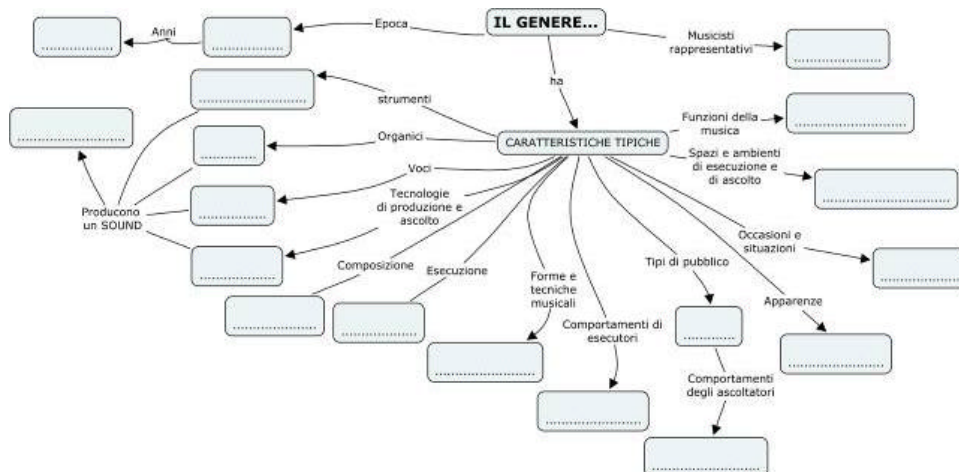 IL GENERE...
Epoca
Anni
Musicisti
rappresentativi
ha
strumenti
Funzioni della
musica
Organici
CARATTERISTICHE TIPICHE
Voci
Spazi e ambienti
di esecuzione e
di ascolto
Tecnologie
di produzione e
ascolto
Producono
un SOUND
Composizione
Esecuzione
Forme e
tecniche
musicali
Comportamenti di
esecutori
Tipi di pubblico
Occasioni e
situazioni
Apparenze
Comportamenti
degli ascoltatori